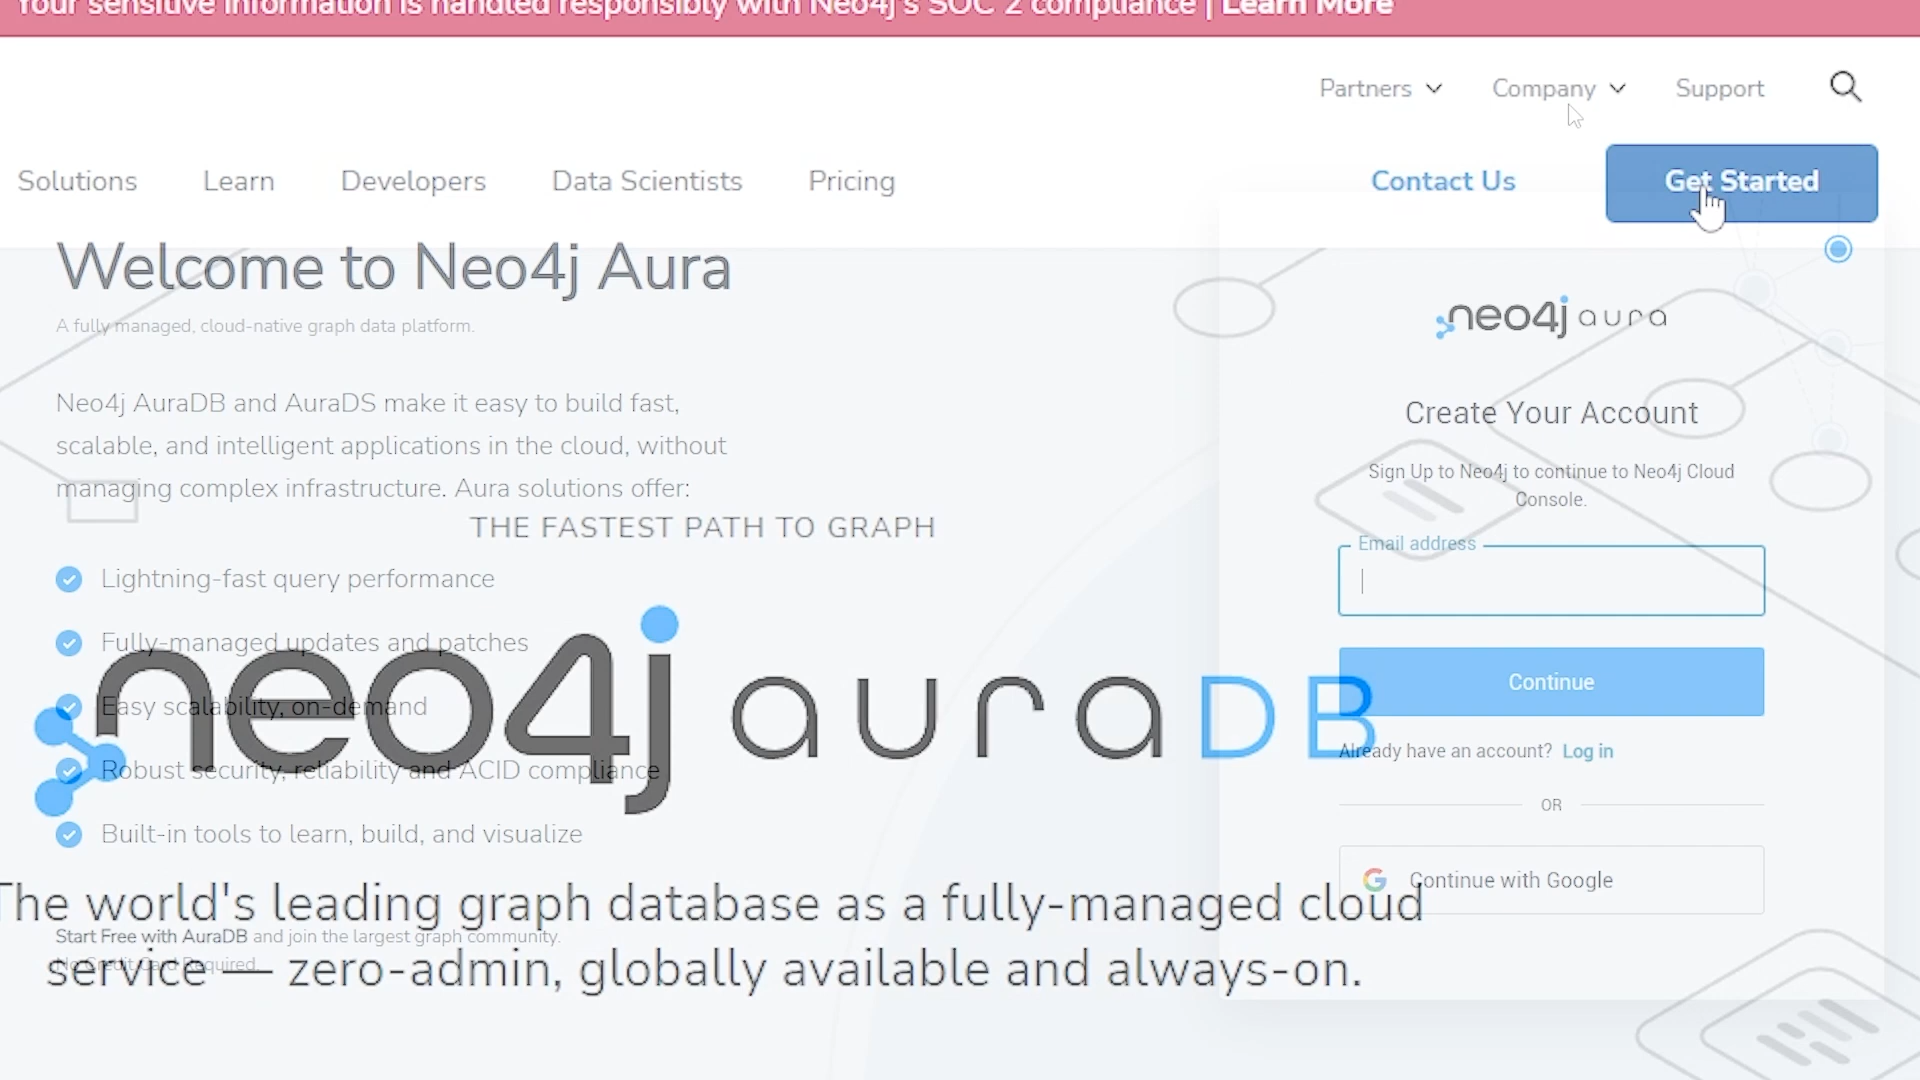 Your sensitive information is handled responsibly with Neo4j's SOC 2 compliance | Learn More
Partners Company Support
Solutions Learn Developers Data Scientists Pricing Contact Us Get Started
Welcome to Neo4j Aura
A fully managed, cloud-native graph data platform.
Neo4j AuraDB and AuraDS make it easy to build fast,
scalable, and intelligent applications in the cloud, without
managing complex infrastructure. Aura solutions offer:
THE FASTEST PATH TO GRAPH
Lightning-fast query performance
Fully-managed updates and patches
Easy scalability, on-demand
Robust security, reliability and ACID compliance
Built-in tools to learn, build, and visualize
neo4j auraDB
The world's leading graph database as a fully-managed cloud
service — zero-admin, globally available and always-on.
Start Free with AuraDB and join the largest graph community.
No Credit Card Required.
neo4j aura
Create Your Account
Sign Up to Neo4j to continue to Neo4j Cloud
Console.
Email address
Continue
Already have an account? Log in
OR
Continue with Google